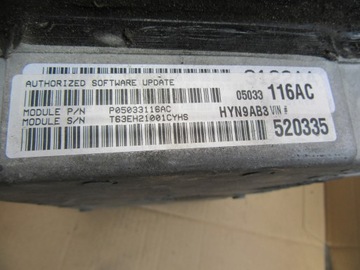 AUTHORIZED SOFTWARE UPDATE
05033 116AC
MODULE P/N P05033116AC
MODULE S/N T63EH21001CYHS
HYN9AB3 VIN #
520335